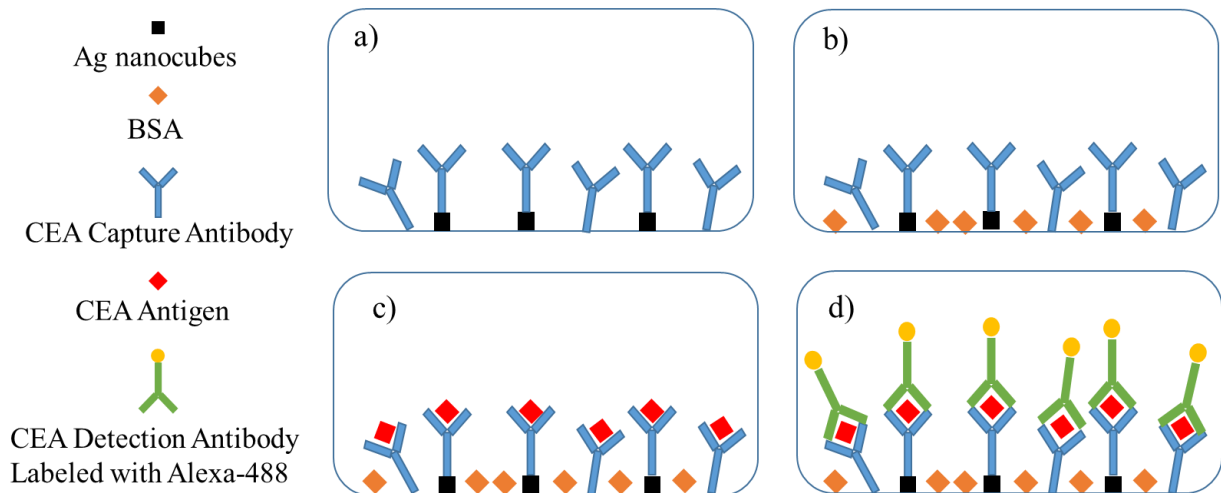 Ag nanocubes
BSA
CEA Capture Antibody
CEA Antigen
CEA Detection Antibody
Labeled with Alexa-488
a)
b)
c)
d)